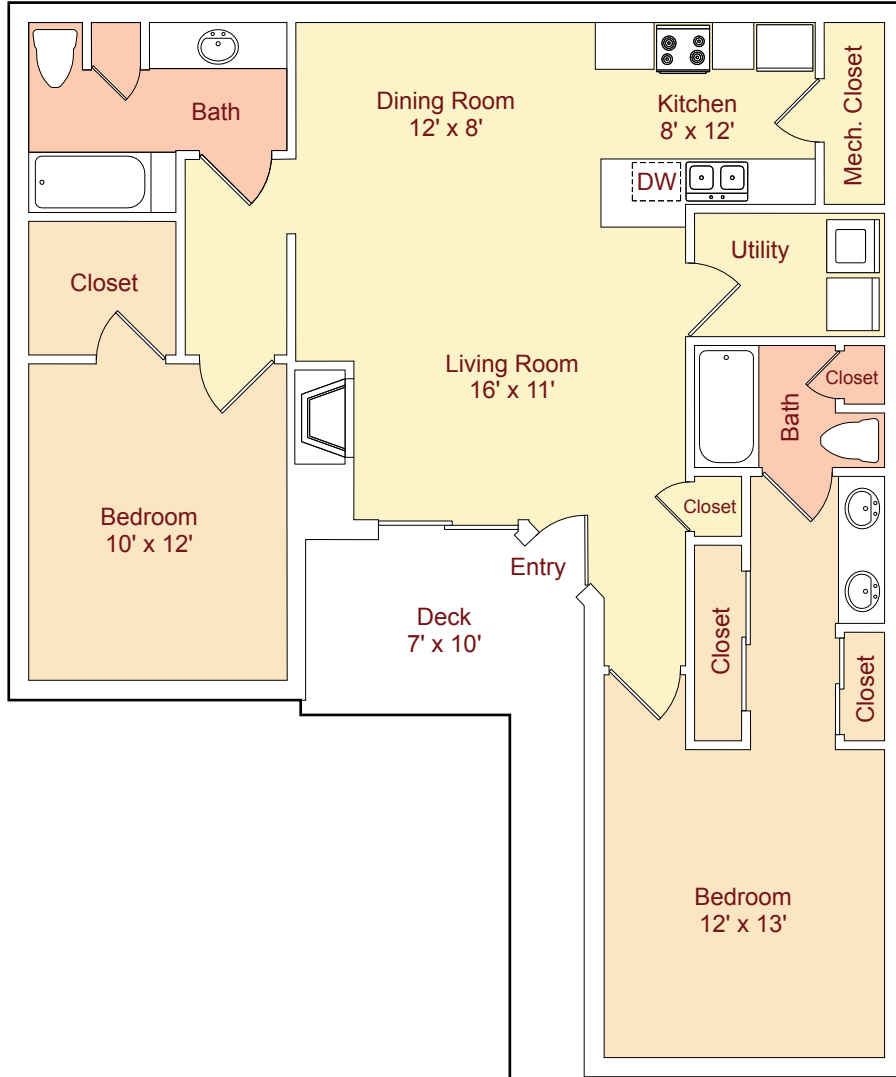 Bath
Dining Room
12' x 8'
Kitchen
8' x 12'
Mech. Closet
DW
Closet
Utility
Living Room
16' x 11'
Closet
Bath
Bedroom
10' x 12'
Closet
Entry
Deck
7' x 10'
Closet
Closet
Bedroom
12' x 13'